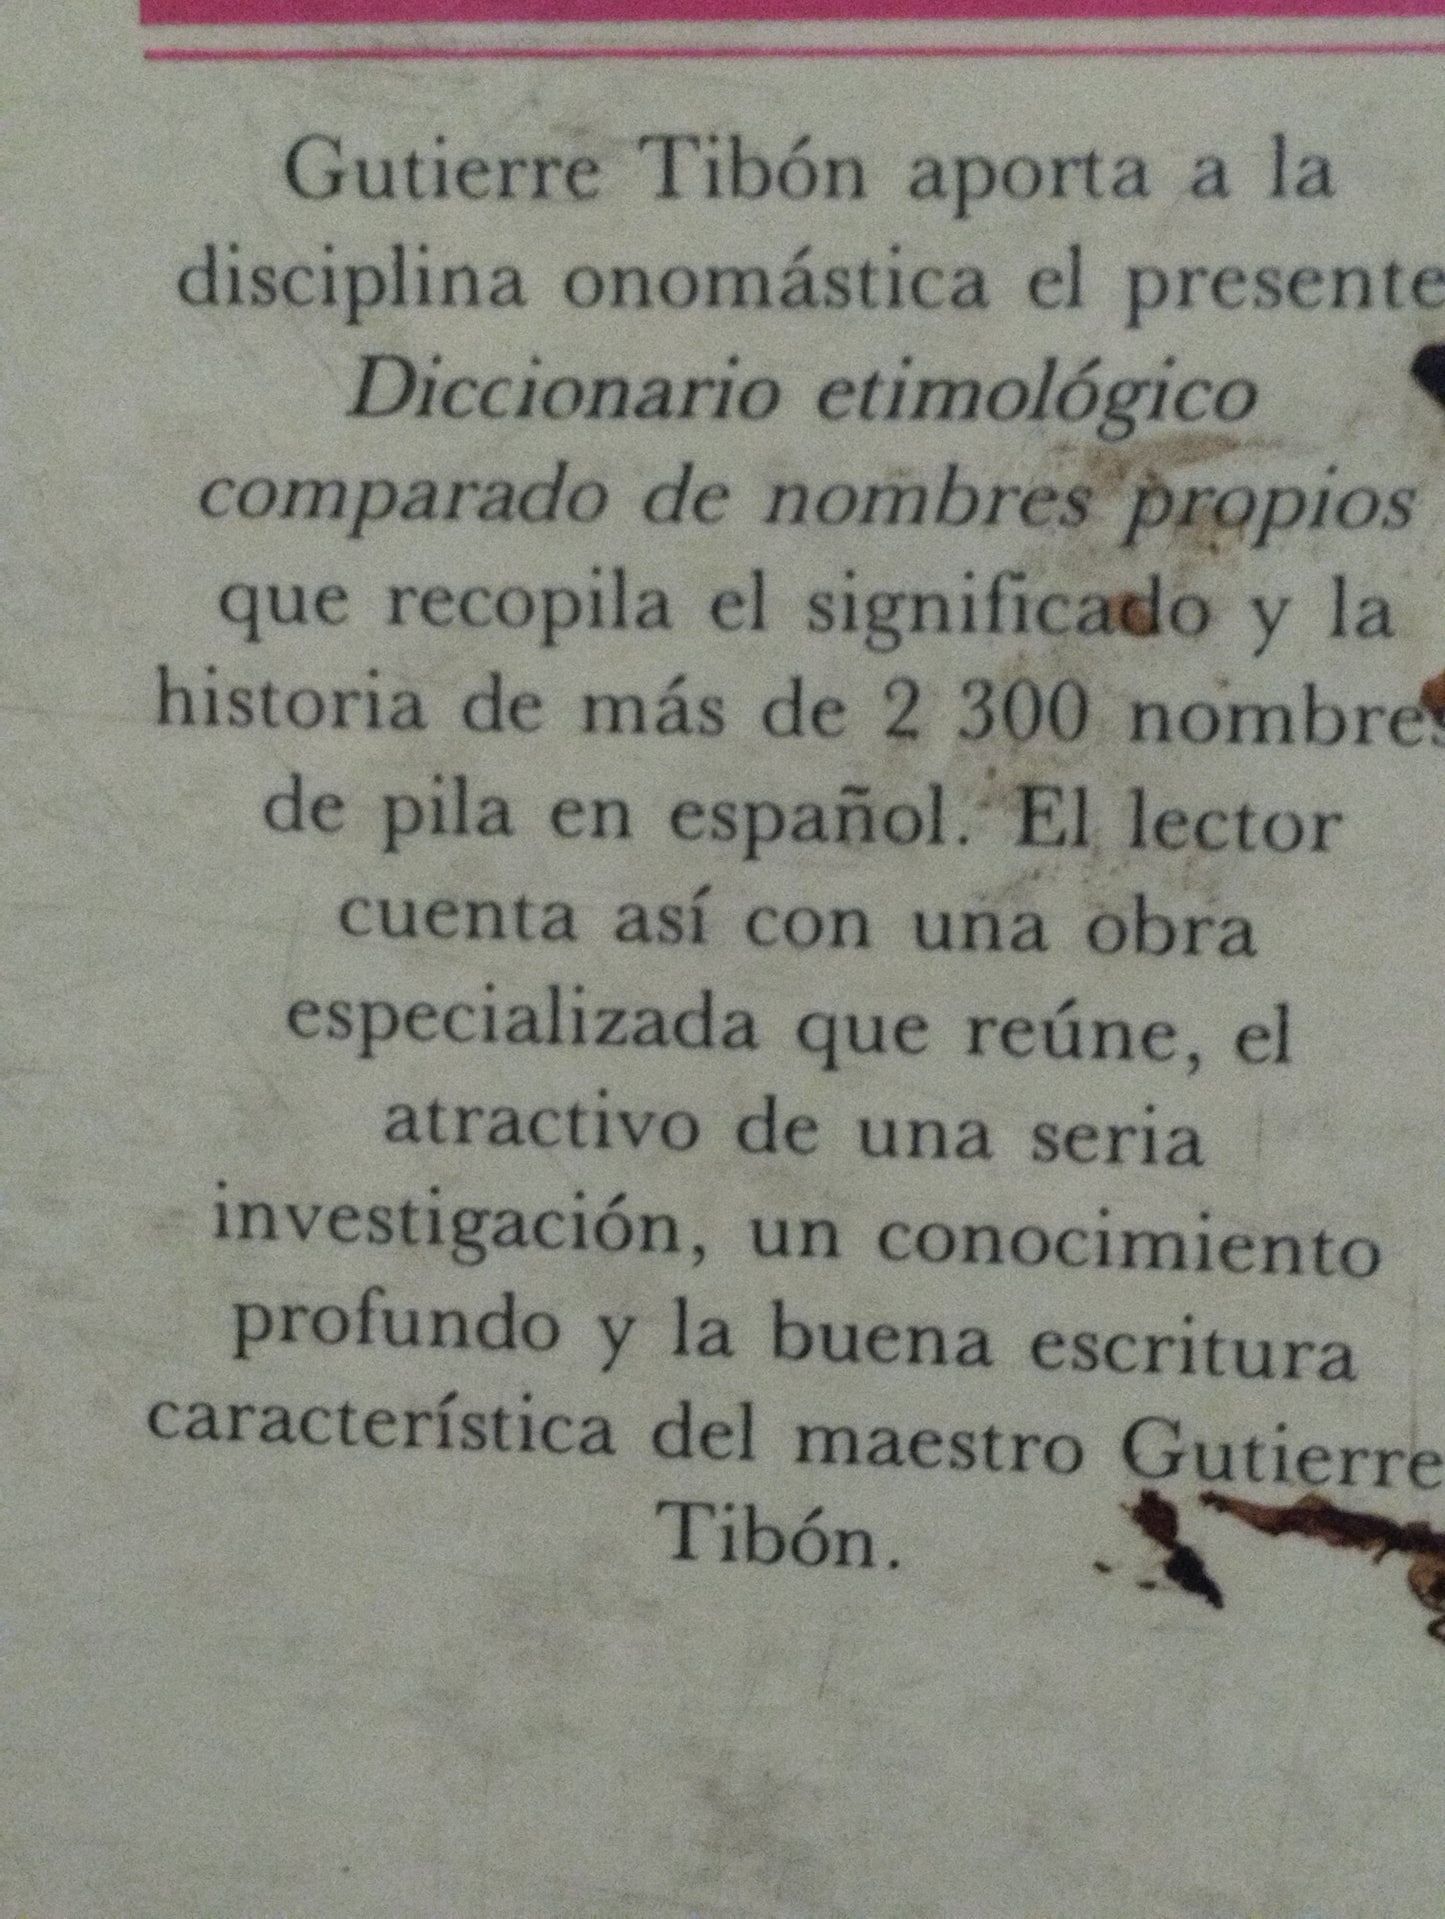 Gutierre Tibón aporta a la
disciplina onomástica el presente
Diccionario etimológico
comparado de nombres propios
que recopila el significado y la
historia de más de 2 300 nombres
de pila en español. El lector
cuenta así con una obra
especializada que reúne, el
atractivo de una seria
investigación, un conocimiento
profundo y la buena escritura
característica del maestro Gutierre
Tibón.